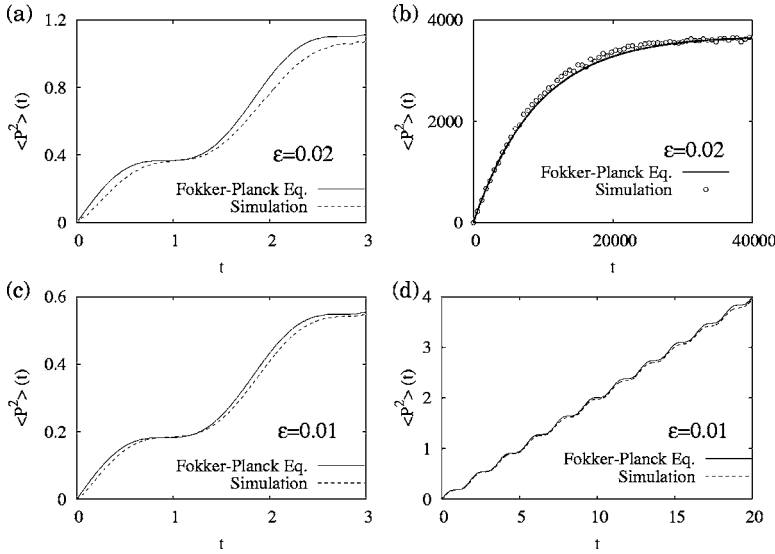 (a)
1.2
0.8
0.4
0
<P²> (t)
ε=0.02
Fokker-Planck Eq.
Simulation
0 1 2 3
t
(b)
4000
2000
0
<P²> (t)
ε=0.02
Fokker-Planck Eq.
Simulation
0 20000 40000
t
(c)
0.6
0.4
0.2
0
<P²> (t)
ε=0.01
Fokker-Planck Eq.
Simulation
0 1 2 3
t
(d)
4
3
2
1
0
<P²> (t)
ε=0.01
Fokker-Planck Eq.
Simulation
0 5 10 15 20
t